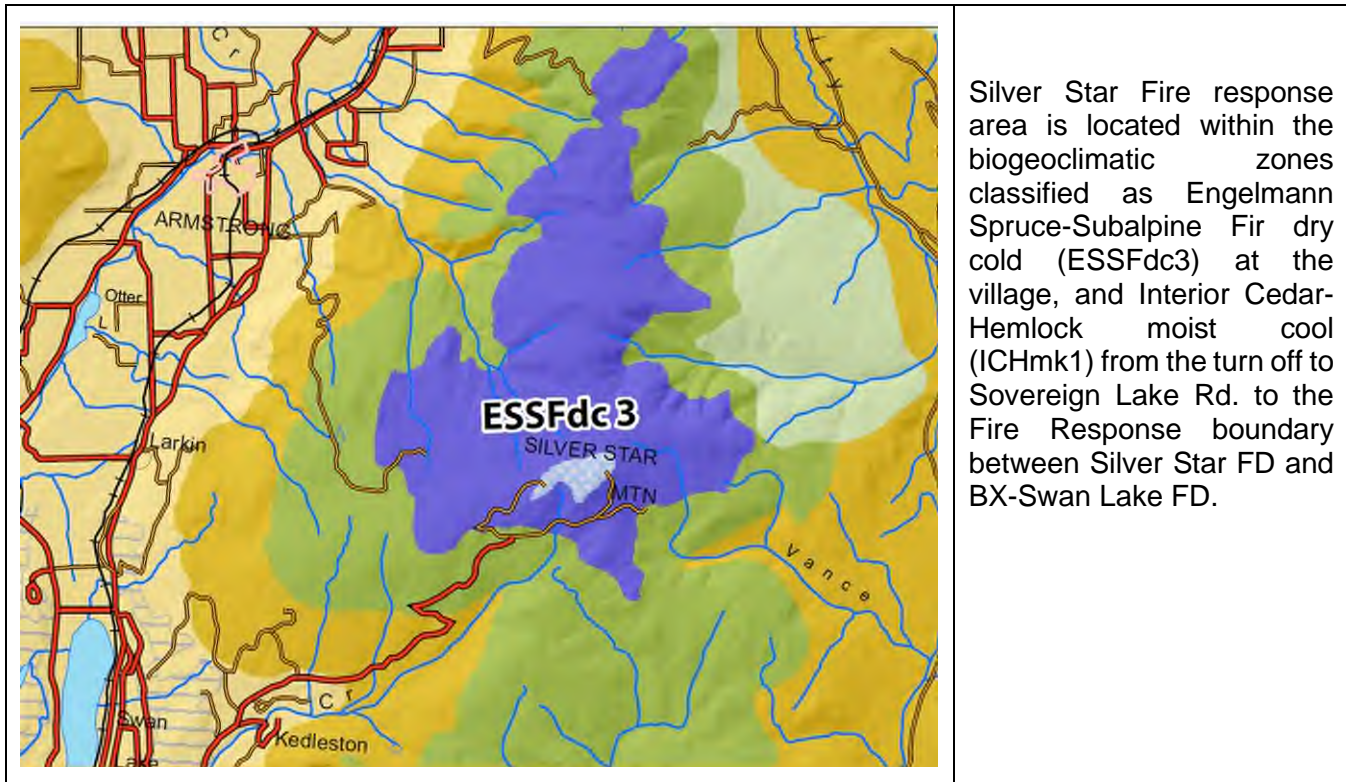 Cr
ity
ARMSTRONG
Otter
L
ESSFdc 3
SILVER STAR
Larkin
MTN
Vance
Cr
Swan
Lake
Kedleston
Silver Star Fire response
area is located within the
biogeoclimatic zones
classified as Engelmann
Spruce-Subalpine Fir dry
cold (ESSFdc3) at the
village, and Interior Cedar-
Hemlock moist cool
(ICHmk1) from the turn off to
Sovereign Lake Rd. to the
Fire Response boundary
between Silver Star FD and
BX-Swan Lake FD.